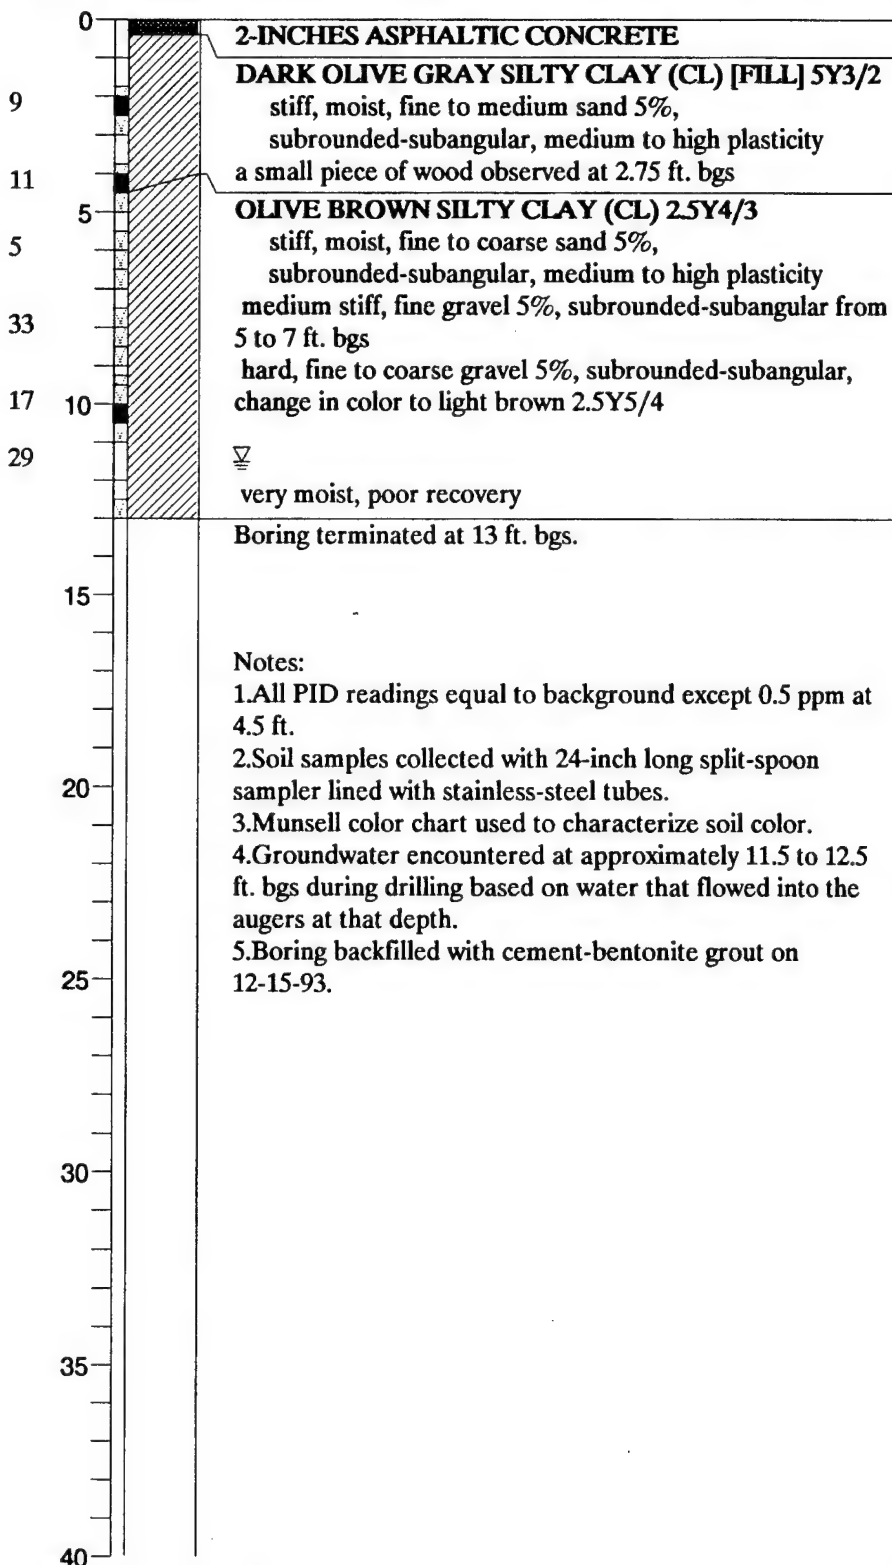 0
2-INCHES ASPHALTIC CONCRETE
DARK OLIVE GRAY SILTY CLAY (CL) [FILL] 5Y3/2
9
stiff, moist, fine to medium sand 5%,
subrounded-subangular, medium to high plasticity
11
a small piece of wood observed at 2.75 ft. bgs
5
OLIVE BROWN SILTY CLAY (CL) 2.5Y4/3
5
stiff, moist, fine to coarse sand 5%,
subrounded-subangular, medium to high plasticity
medium stiff, fine gravel 5%, subrounded-subangular from
33
5 to 7 ft. bgs
hard, fine to coarse gravel 5%, subrounded-subangular,
17
10
change in color to light brown 2.5Y5/4
29
very moist, poor recovery
Boring terminated at 13 ft. bgs.
15
Notes:
1.All PID readings equal to background except 0.5 ppm at
4.5 ft.
2.Soil samples collected with 24-inch long split-spoon
20
sampler lined with stainless-steel tubes.
3.Munsell color chart used to characterize soil color.
4.Groundwater encountered at approximately 11.5 to 12.5
ft. bgs during drilling based on water that flowed into the
augers at that depth.
5.Boring backfilled with cement-bentonite grout on
25
12-15-93.
30
35
40